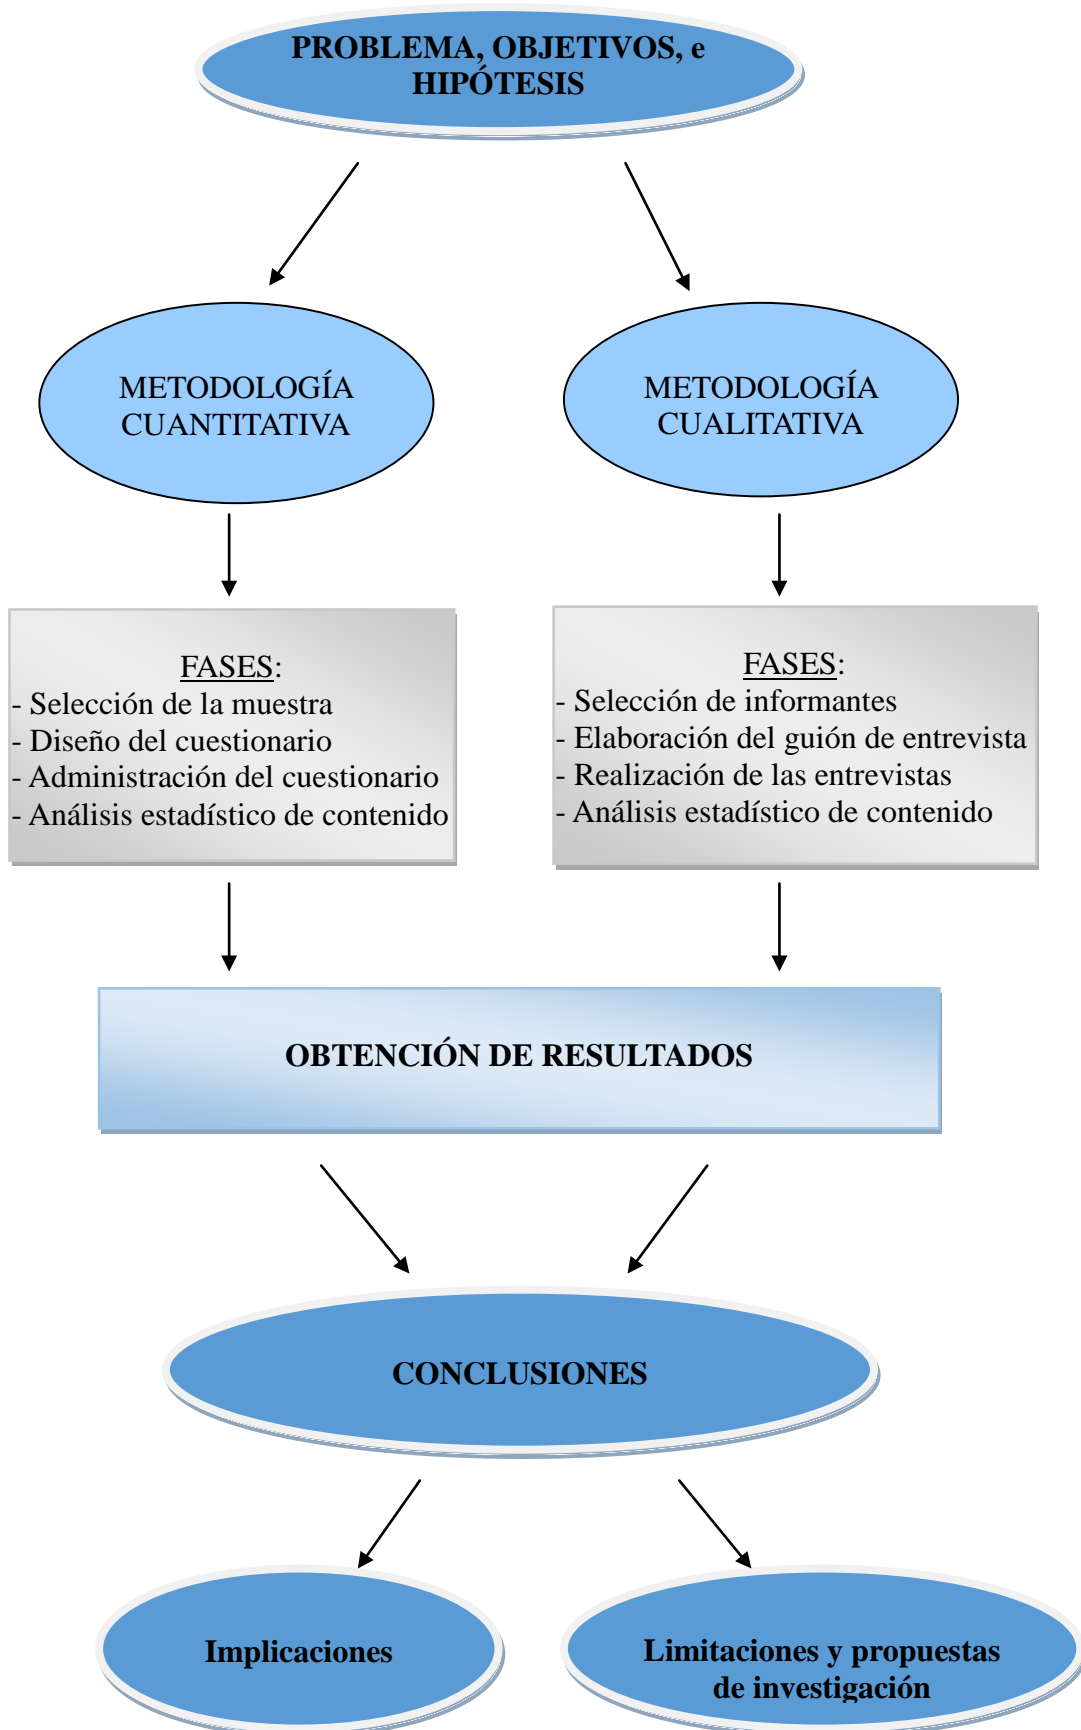 PROBLEMA, OBJETIVOS, e
HIPÓTESIS
METODOLOGÍA
CUANTITATIVA
METODOLOGÍA
CUALITATIVA
FASES:
- Selección de la muestra
- Diseño del cuestionario
- Administración del cuestionario
- Análisis estadístico de contenido
FASES:
- Selección de informantes
- Elaboración del guión de entrevista
- Realización de las entrevistas
- Análisis estadístico de contenido
OBTENCIÓN DE RESULTADOS
CONCLUSIONES
Implicaciones
Limitaciones y propuestas
de investigación